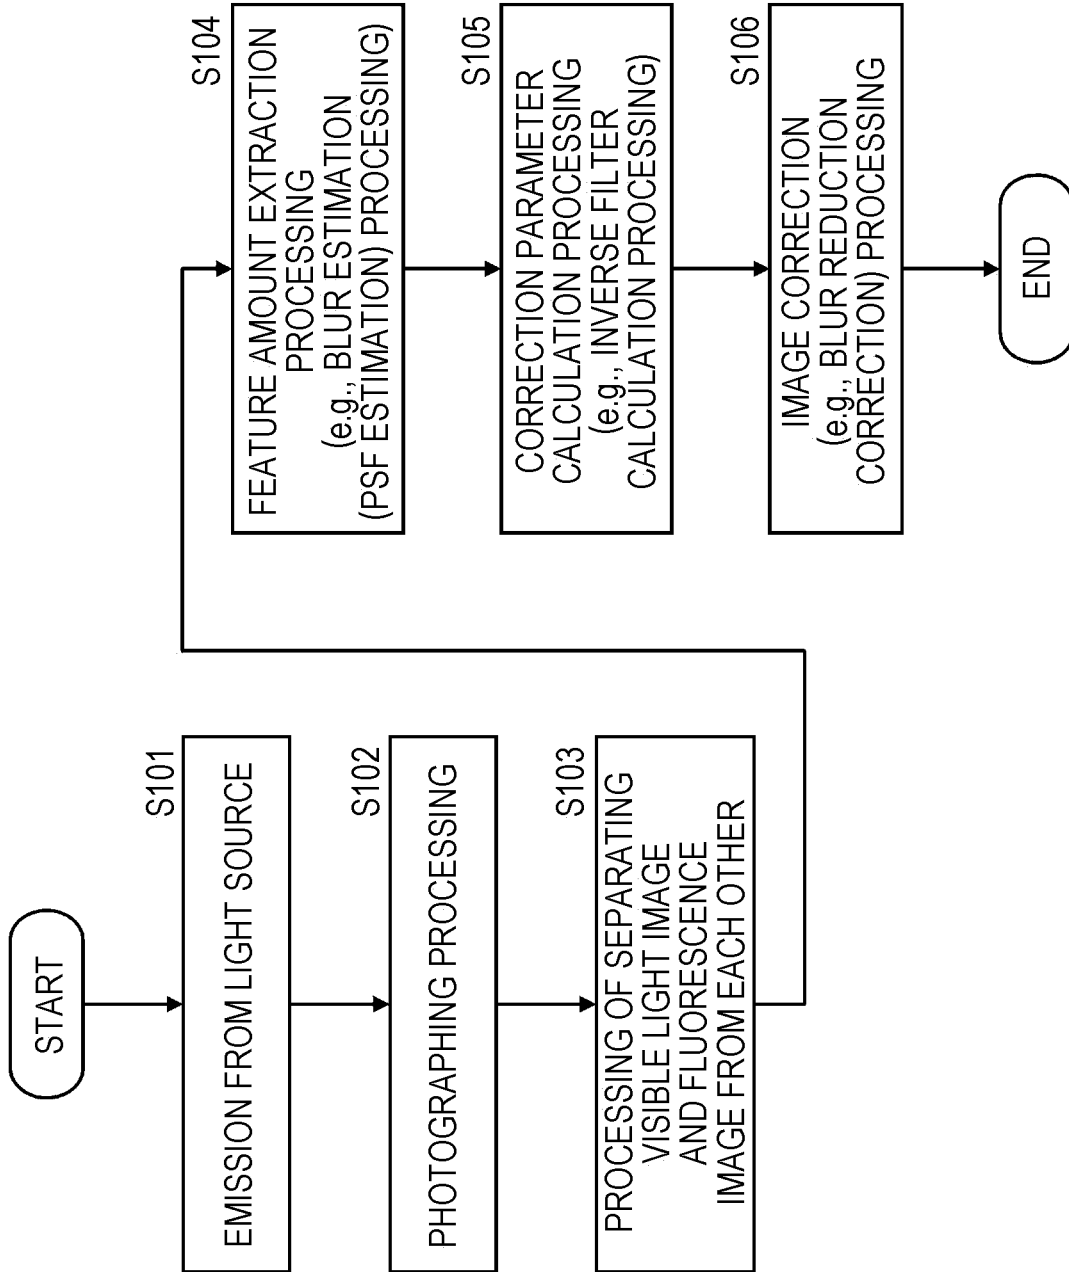 START
S101
EMISSION FROM LIGHT SOURCE
S102
PHOTOGRAPHING PROCESSING
S103
PROCESSING OF SEPARATING
VISIBLE LIGHT IMAGE
AND FLUORESCENCE
IMAGE FROM EACH OTHER
S104
FEATURE AMOUNT EXTRACTION
PROCESSING
(e.g., BLUR ESTIMATION
(PSF ESTIMATION) PROCESSING)
S105
CORRECTION PARAMETER
CALCULATION PROCESSING
(e.g., INVERSE FILTER
CALCULATION PROCESSING)
S106
IMAGE CORRECTION
(e.g., BLUR REDUCTION
CORRECTION) PROCESSING
END